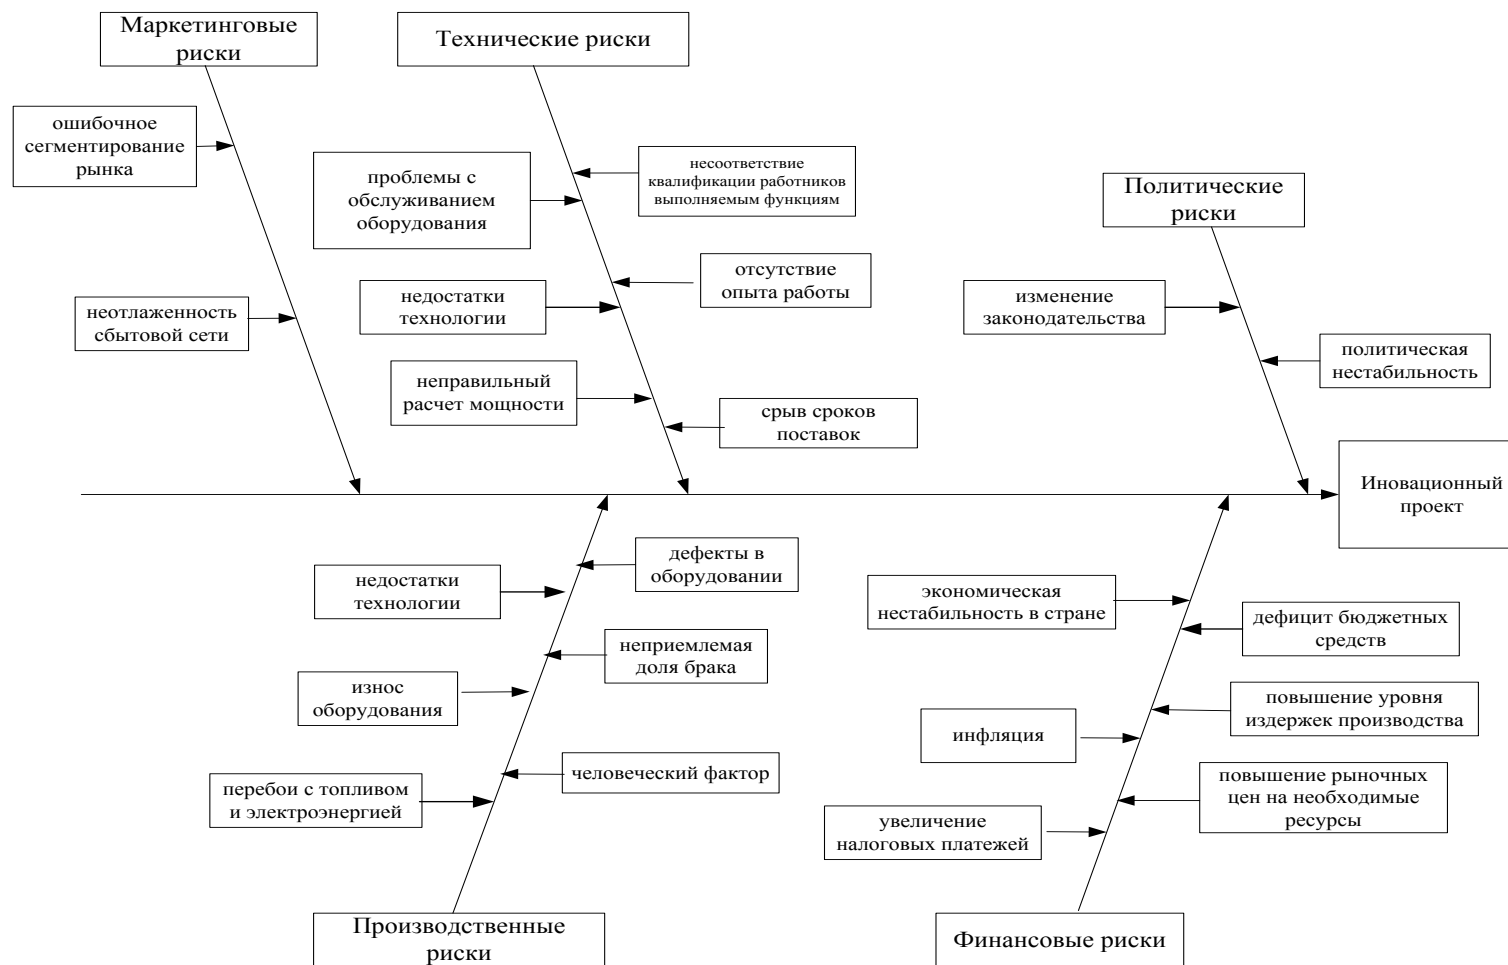 Маркетинговые
риски
Технические риски
ошибочное
сегментирование
рынка
проблемы с
обслуживанием
оборудования
несоответствие
квалификации работников
выполняемым функциям
Политические
риски
отсутствие
опыта работы
недостатки
технологии
изменение
законодательства
неотлаженность
сбытовой сети
политическая
нестабильность
неправильный
расчет мощности
срыв сроков
поставок
Иновационный
проект
дефекты в
оборудовании
недостатки
технологии
экономическая
нестабильность в стране
дефицит бюджетных
средств
неприемлемая
доля брака
износ
оборудования
повышение уровня
издержек производства
инфляция
человеческий фактор
перебои с топливом
и электроэнергией
повышение рыночных
цен на необходимые
ресурсы
увеличение
налоговых платежей
Производственные
риски
Финансовые риски